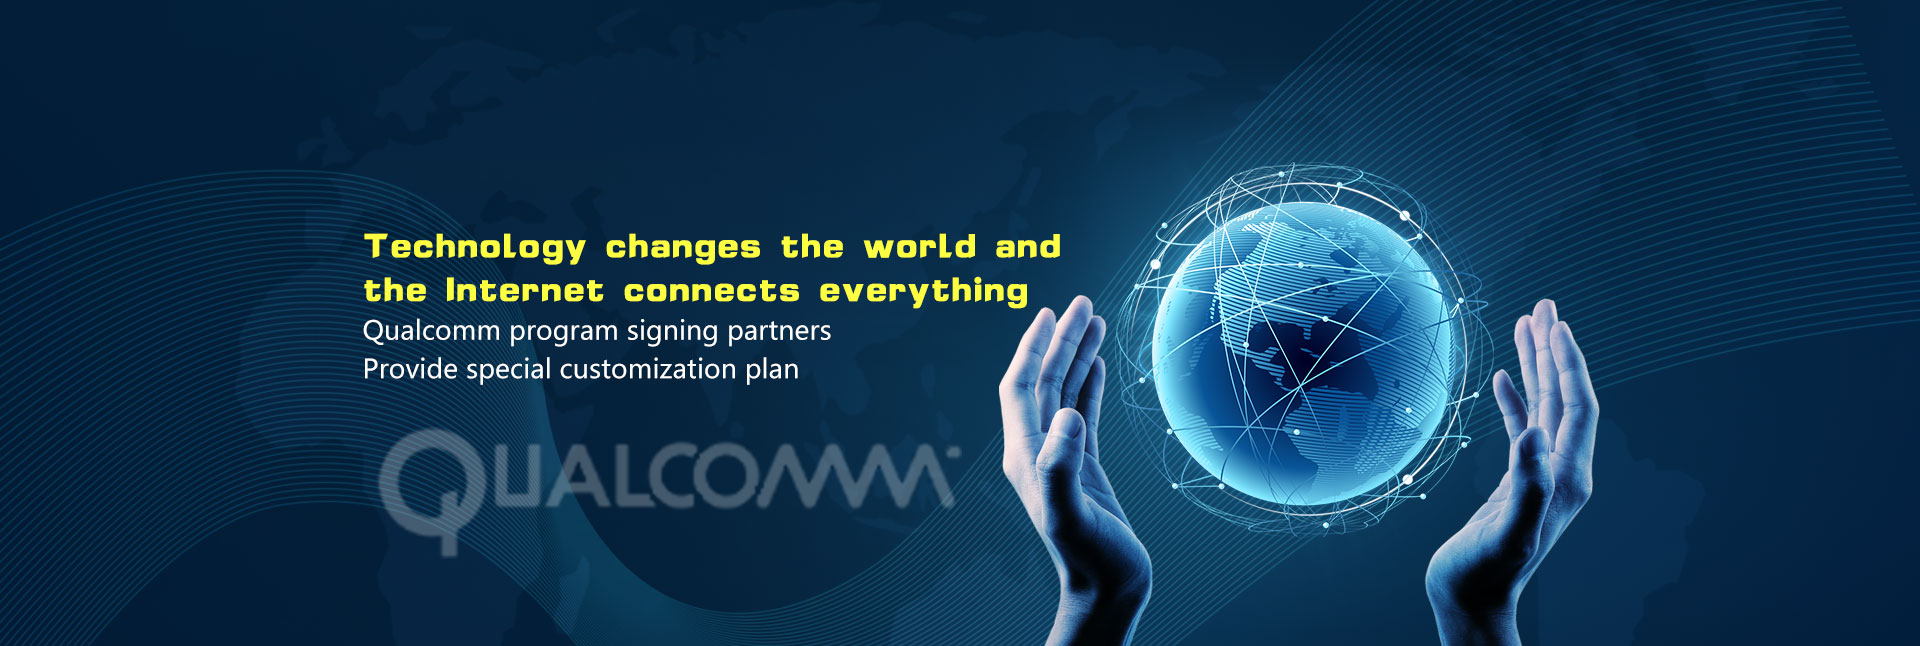 Technology changes the world and
the Internet connects everything
Qualcomm program signing partners
Provide special customization plan
QUALCOMM